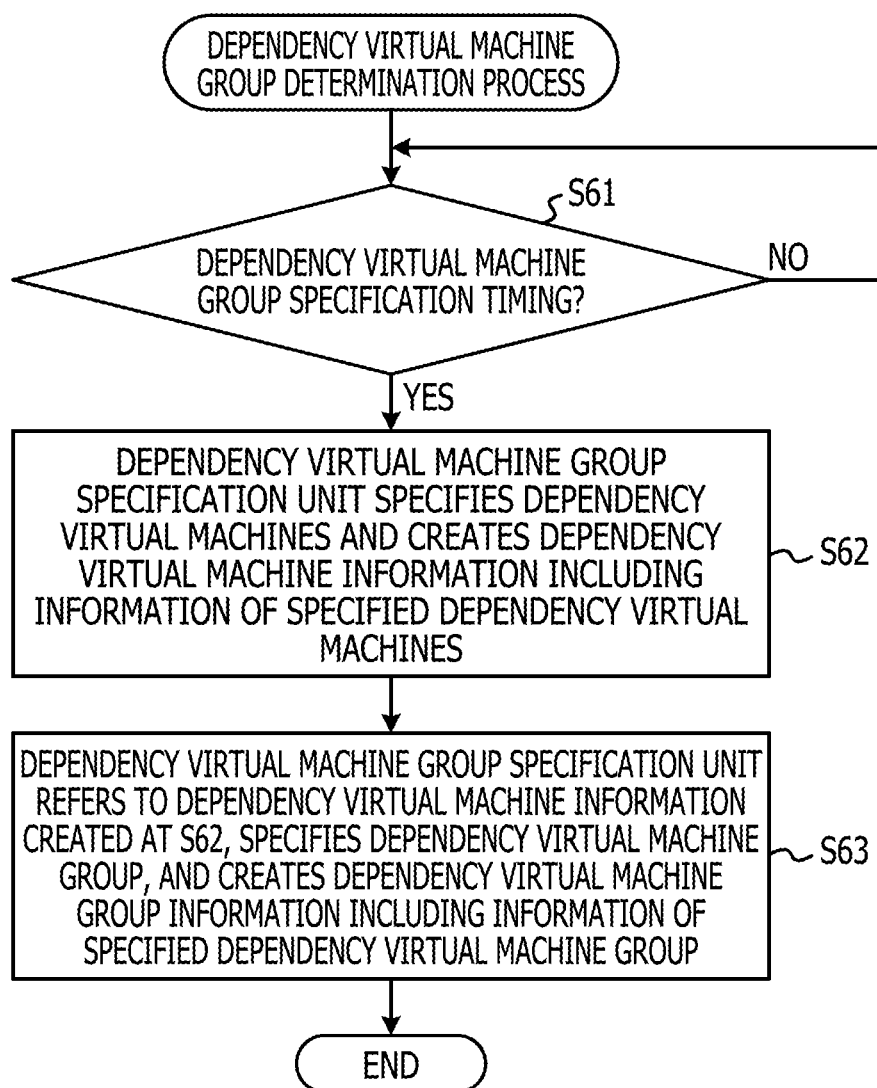 DEPENDENCY VIRTUAL MACHINE
GROUP DETERMINATION PROCESS
S61
DEPENDENCY VIRTUAL MACHINE
GROUP SPECIFICATION TIMING?
NO
YES
DEPENDENCY VIRTUAL MACHINE GROUP
SPECIFICATION UNIT SPECIFIES DEPENDENCY
VIRTUAL MACHINES AND CREATES DEPENDENCY
VIRTUAL MACHINE INFORMATION INCLUDING
INFORMATION OF SPECIFIED DEPENDENCY VIRTUAL
MACHINES
S62
DEPENDENCY VIRTUAL MACHINE GROUP SPECIFICATION UNIT
REFERS TO DEPENDENCY VIRTUAL MACHINE INFORMATION
CREATED AT S62, SPECIFIES DEPENDENCY VIRTUAL MACHINE
GROUP, AND CREATES DEPENDENCY VIRTUAL MACHINE
GROUP INFORMATION INCLUDING INFORMATION OF
SPECIFIED DEPENDENCY VIRTUAL MACHINE GROUP
S63
END